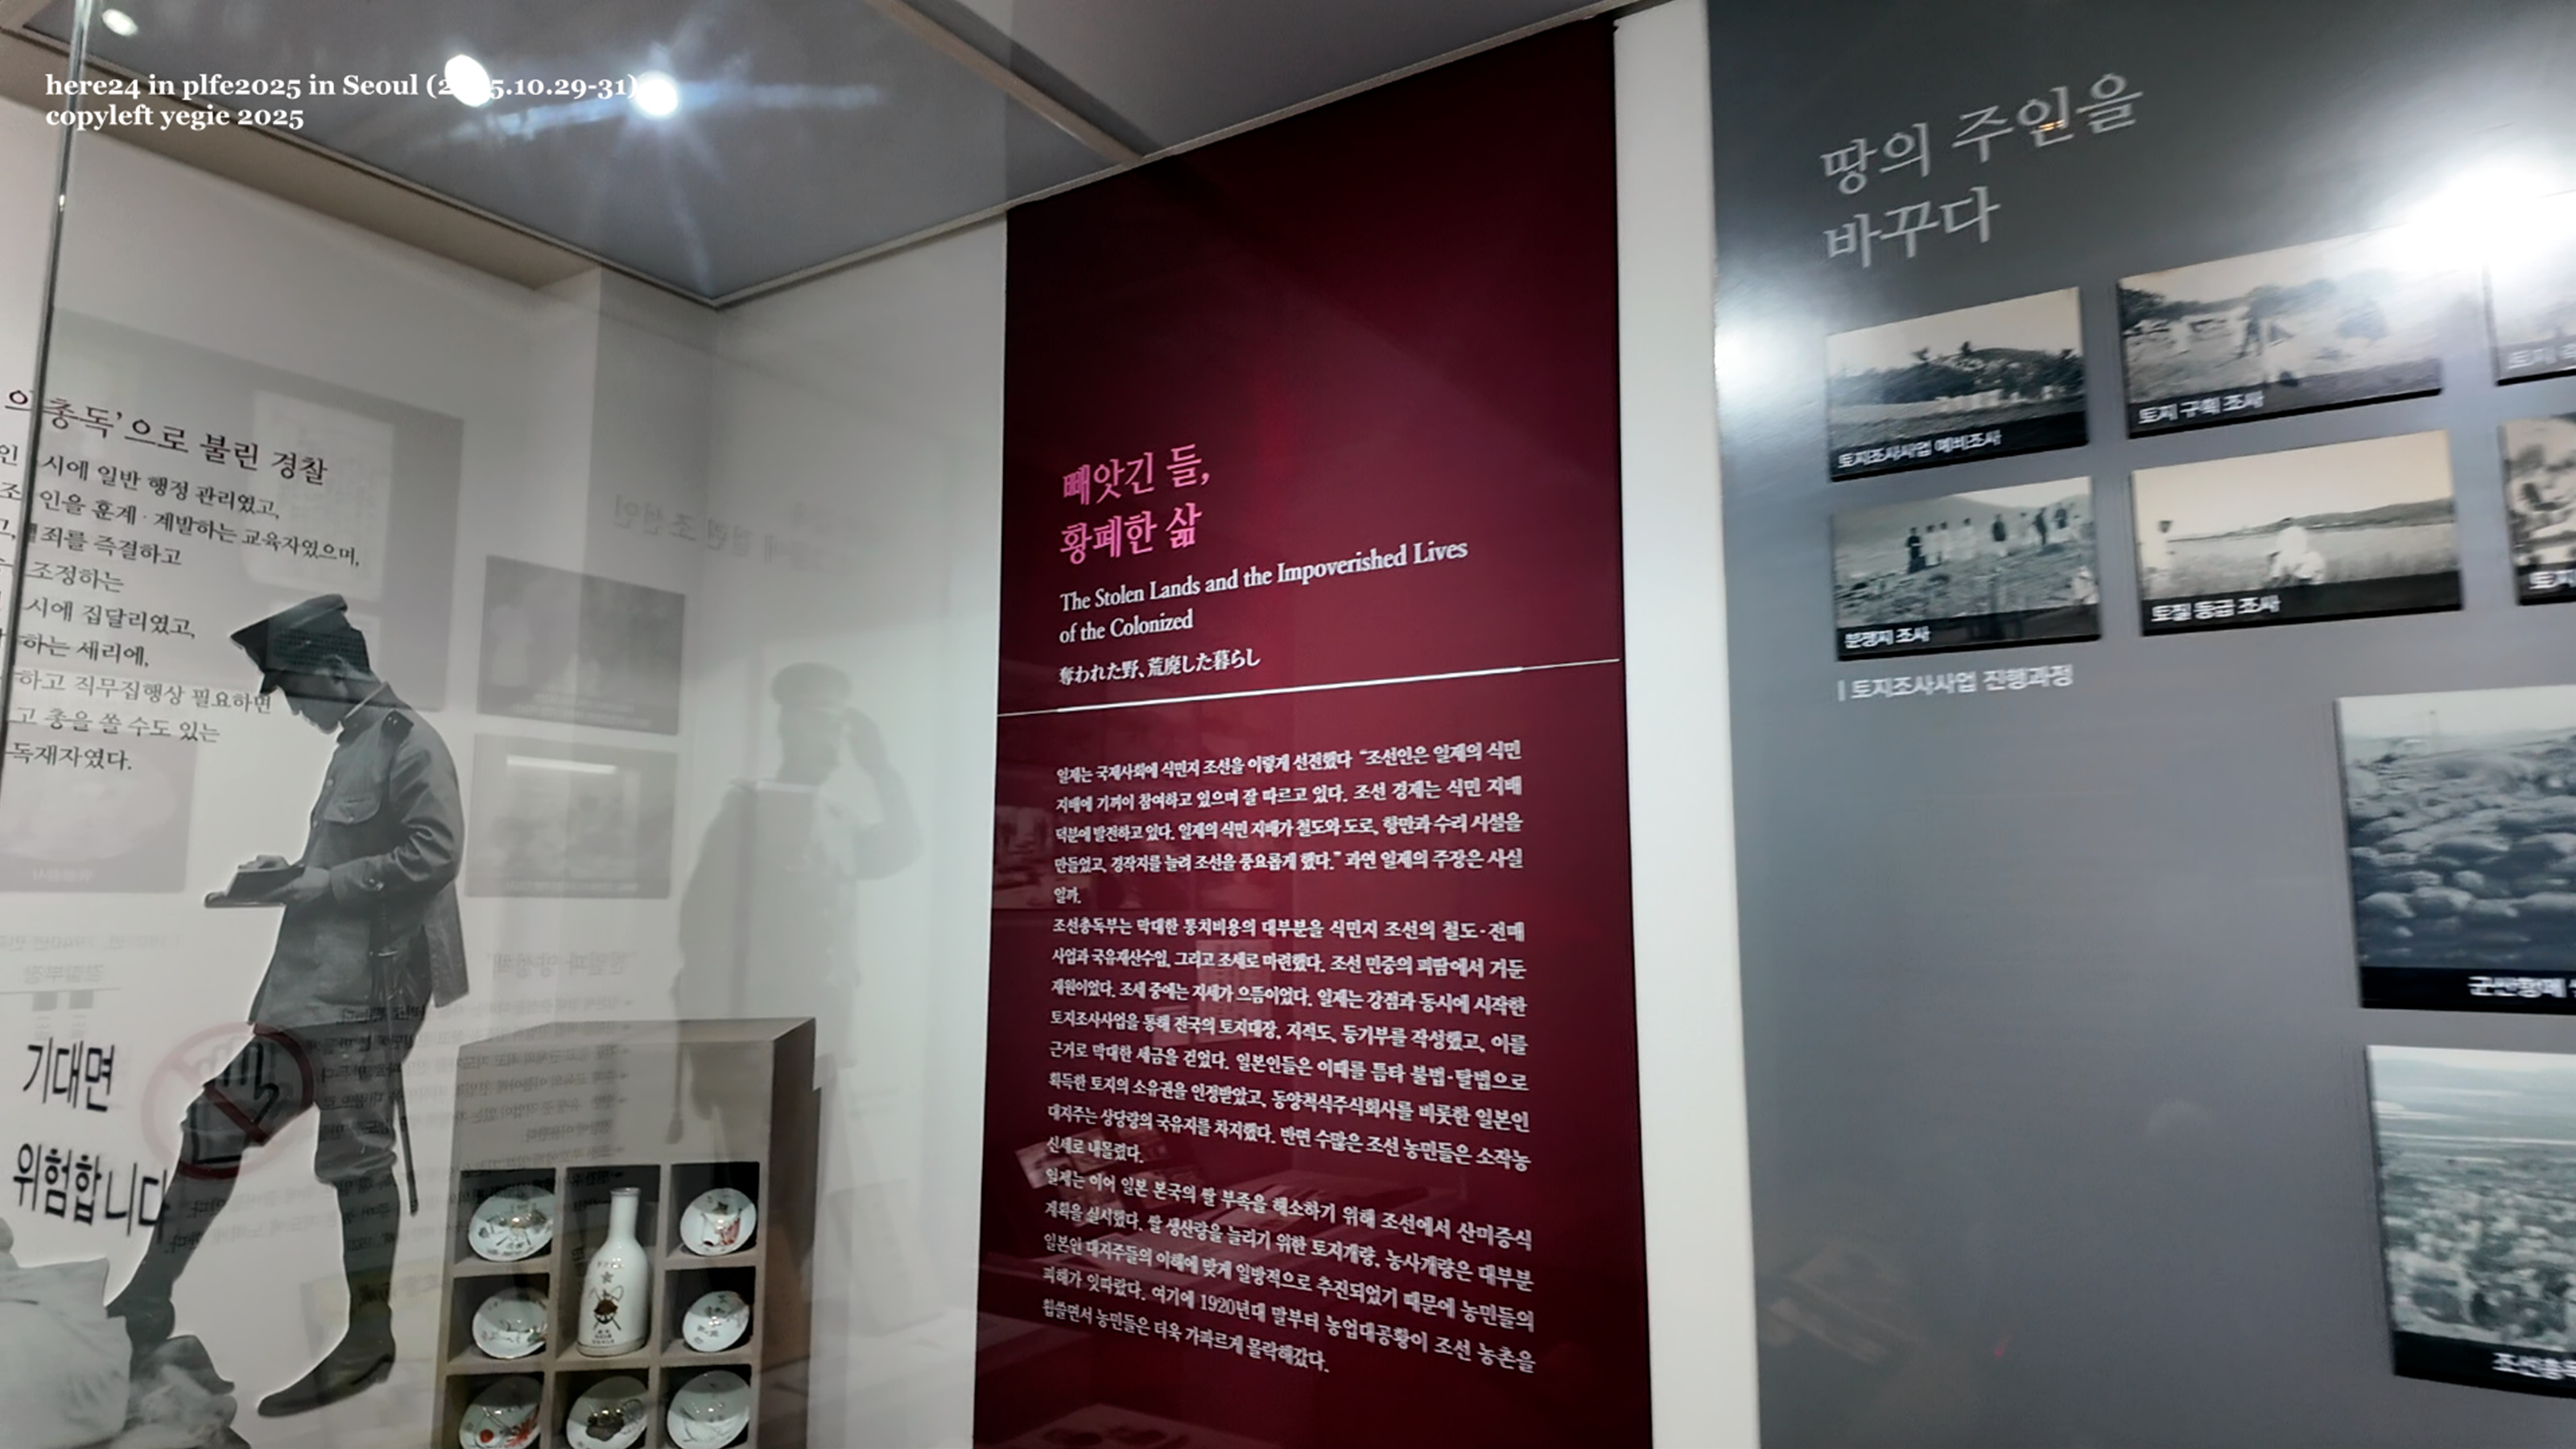 here24 in plfe2025 in Seoul (2 5.10.29-31)
copyleft yegie 2025
의 총독’으로 불린 경찰
인 시에 일반 행정 관리였고,
조 인을 훈계·계발하는 교육자였으며,
고, 죄를 즉결하고
조정하는
시에 집달리였고,
하는 세리에,
하고 직무집행상 필요하면
고 총을 쏠 수도 있는
독재자였다.
기대면
위험합니다
빼앗긴 들,
황폐한 삶
The Stolen Lands and the Impoverished Lives
of the Colonized
奪われた野、荒廃した暮らし
일제는 국제사회에 식민지 조선을 이렇게 선전했다 “조선인은 일제의 식민
지배에 기꺼이 참여하고 있으며 잘 따르고 있다. 조선 경제는 식민 지배
덕분에 발전하고 있다. 일제의 식민 지배가 철도와 도로, 항만과 수리 시설을
만들었고, 경작지를 늘려 조선을 풍요롭게 했다.” 과연 일제의 주장은 사실
일까.
조선총독부는 막대한 통치비용의 대부분을 식민지 조선의 철도·전매
사업과 국유재산수입, 그리고 조세로 마련했다. 조선 민중의 피땀에서 거둔
재원이었다. 조세 중에는 지세가 으뜸이었다. 일제는 강점과 동시에 시작한
토지조사사업을 통해 전국의 토지대장, 지적도, 등기부를 작성했고, 이를
근거로 막대한 세금을 걷었다. 일본인들은 이때를 틈타 불법·탈법으로
획득한 토지의 소유권을 인정받았고, 동양척식주식회사를 비롯한 일본인
대지주는 상당량의 국유지를 차지했다. 반면 수많은 조선 농민들은 소작농
신세로 내몰렸다.
일제는 이어 일본 본국의 쌀 부족을 해소하기 위해 조선에서 산미증식
계획을 실시했다. 쌀 생산량을 늘리기 위한 토지개량, 농사개량은 대부분
일본인 대지주들의 이해에 맞게 일방적으로 추진되었기 때문에 농민들의
피해가 잇따랐다. 여기에 1920년대 말부터 농업대공황이 조선 농촌을
휩쓸면서 농민들은 더욱 가파르게 몰락해갔다.
땅의 주인을
바꾸다
토지조사사업 예비조사
토지 구획 조사
분쟁지 조사
토질 등급 조사
토지조사사업 진행과정